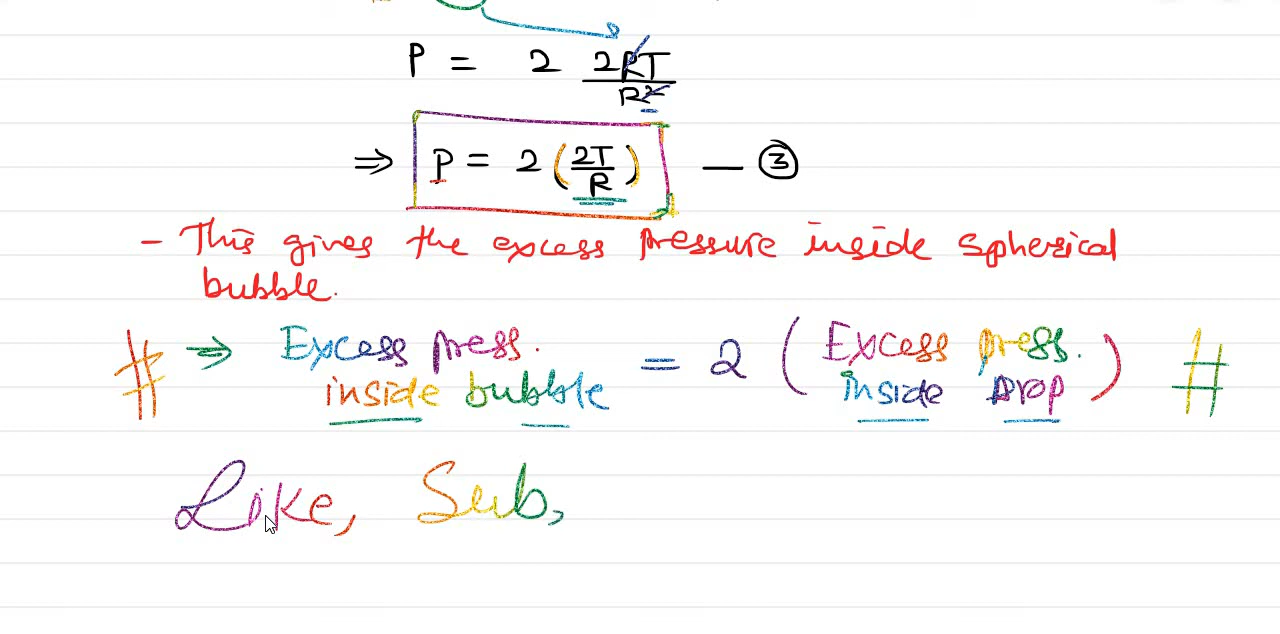 P = 2 2RT/R²
⇒ P = 2(2T/R) — ③
- This gives the excess pressure inside spherical
bubble.
# ⇒ Excess press. inside bubble = 2 (Excess press. inside Drop) #
Like, Sub,